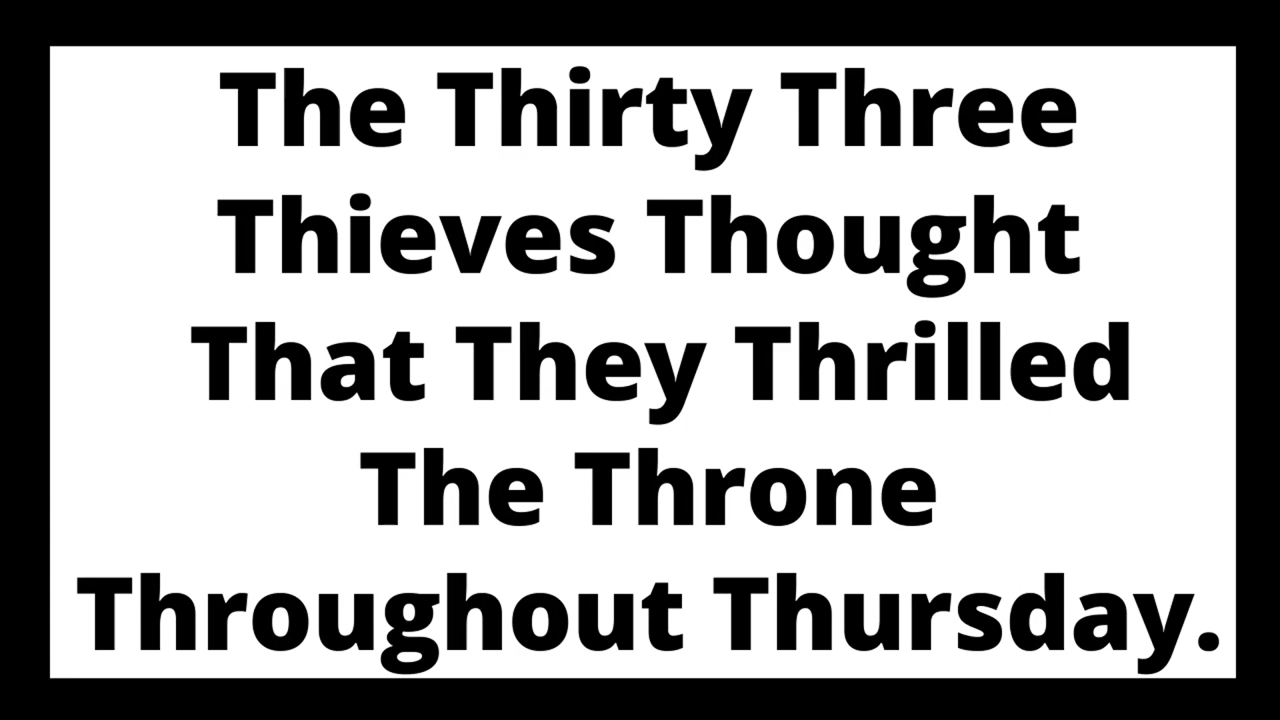 The Thirty Three
Thieves Thought
That They Thrilled
The Throne
Throughout Thursday.